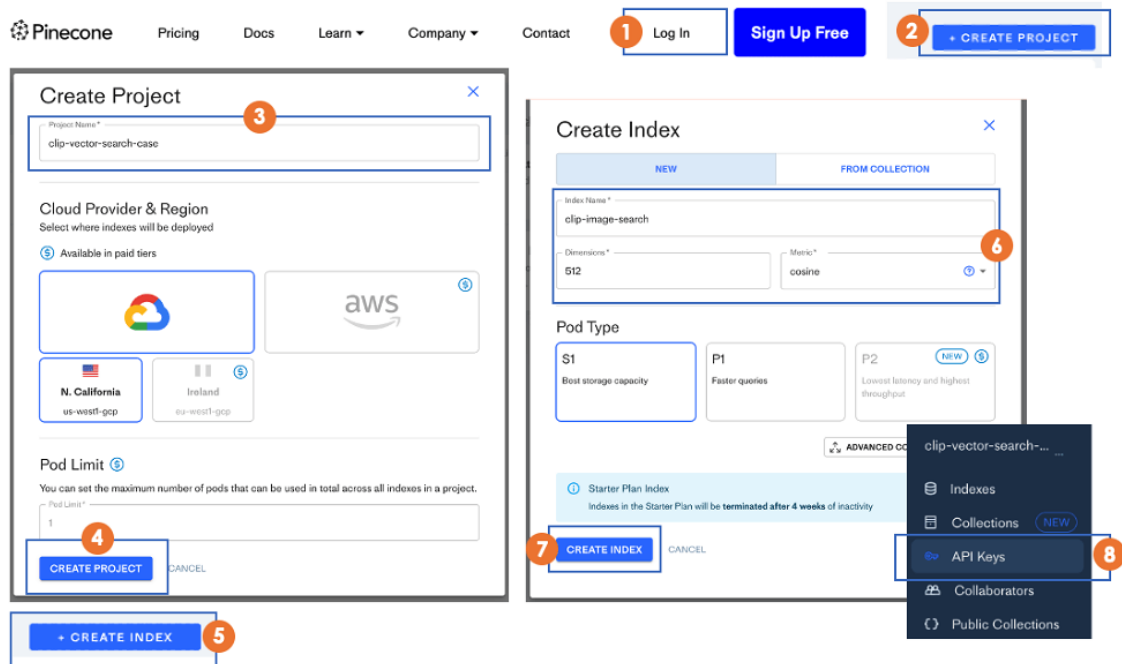 Pinecone Pricing Docs Learn Company Contact 1 Log In Sign Up Free 2 + CREATE PROJECT
Create Project
3
Project Name*
clip-vector-search-case
Cloud Provider & Region
Select where indexes will be deployed
$ Available in paid tiers
aws $
$
N. California Ireland
us-west1-gcp eu-west1-gcp
Pod Limit $
You can set the maximum number of pods that can be used in total across all indexes in a project.
Pod Limit*
1
4
CREATE PROJECT CANCEL
+ CREATE INDEX 5
Create Index
NEW FROM COLLECTION
Index Name*
clip-image-search
6
Dimensions* Metric*
512 cosine ?
Pod Type
S1 P1 P2 NEW $
Best storage capacity Faster queries Lowest latency and highest
throughput
ADVANCED CO
Starter Plan Index
Indexes in the Starter Plan will be terminated after 4 weeks of inactivity
7 CREATE INDEX CANCEL
clip-vector-search-... ...
Indexes
Collections NEW
API Keys 8
Collaborators
Public Collections